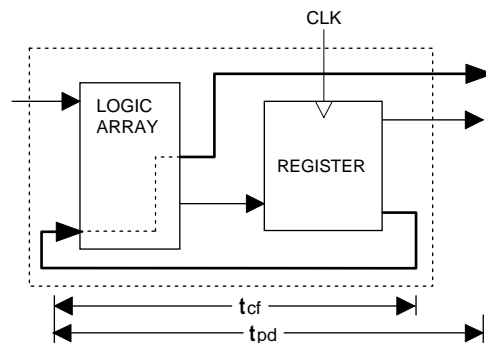 CLK
LOGIC
ARRAY
REGISTER
tcf
tpd